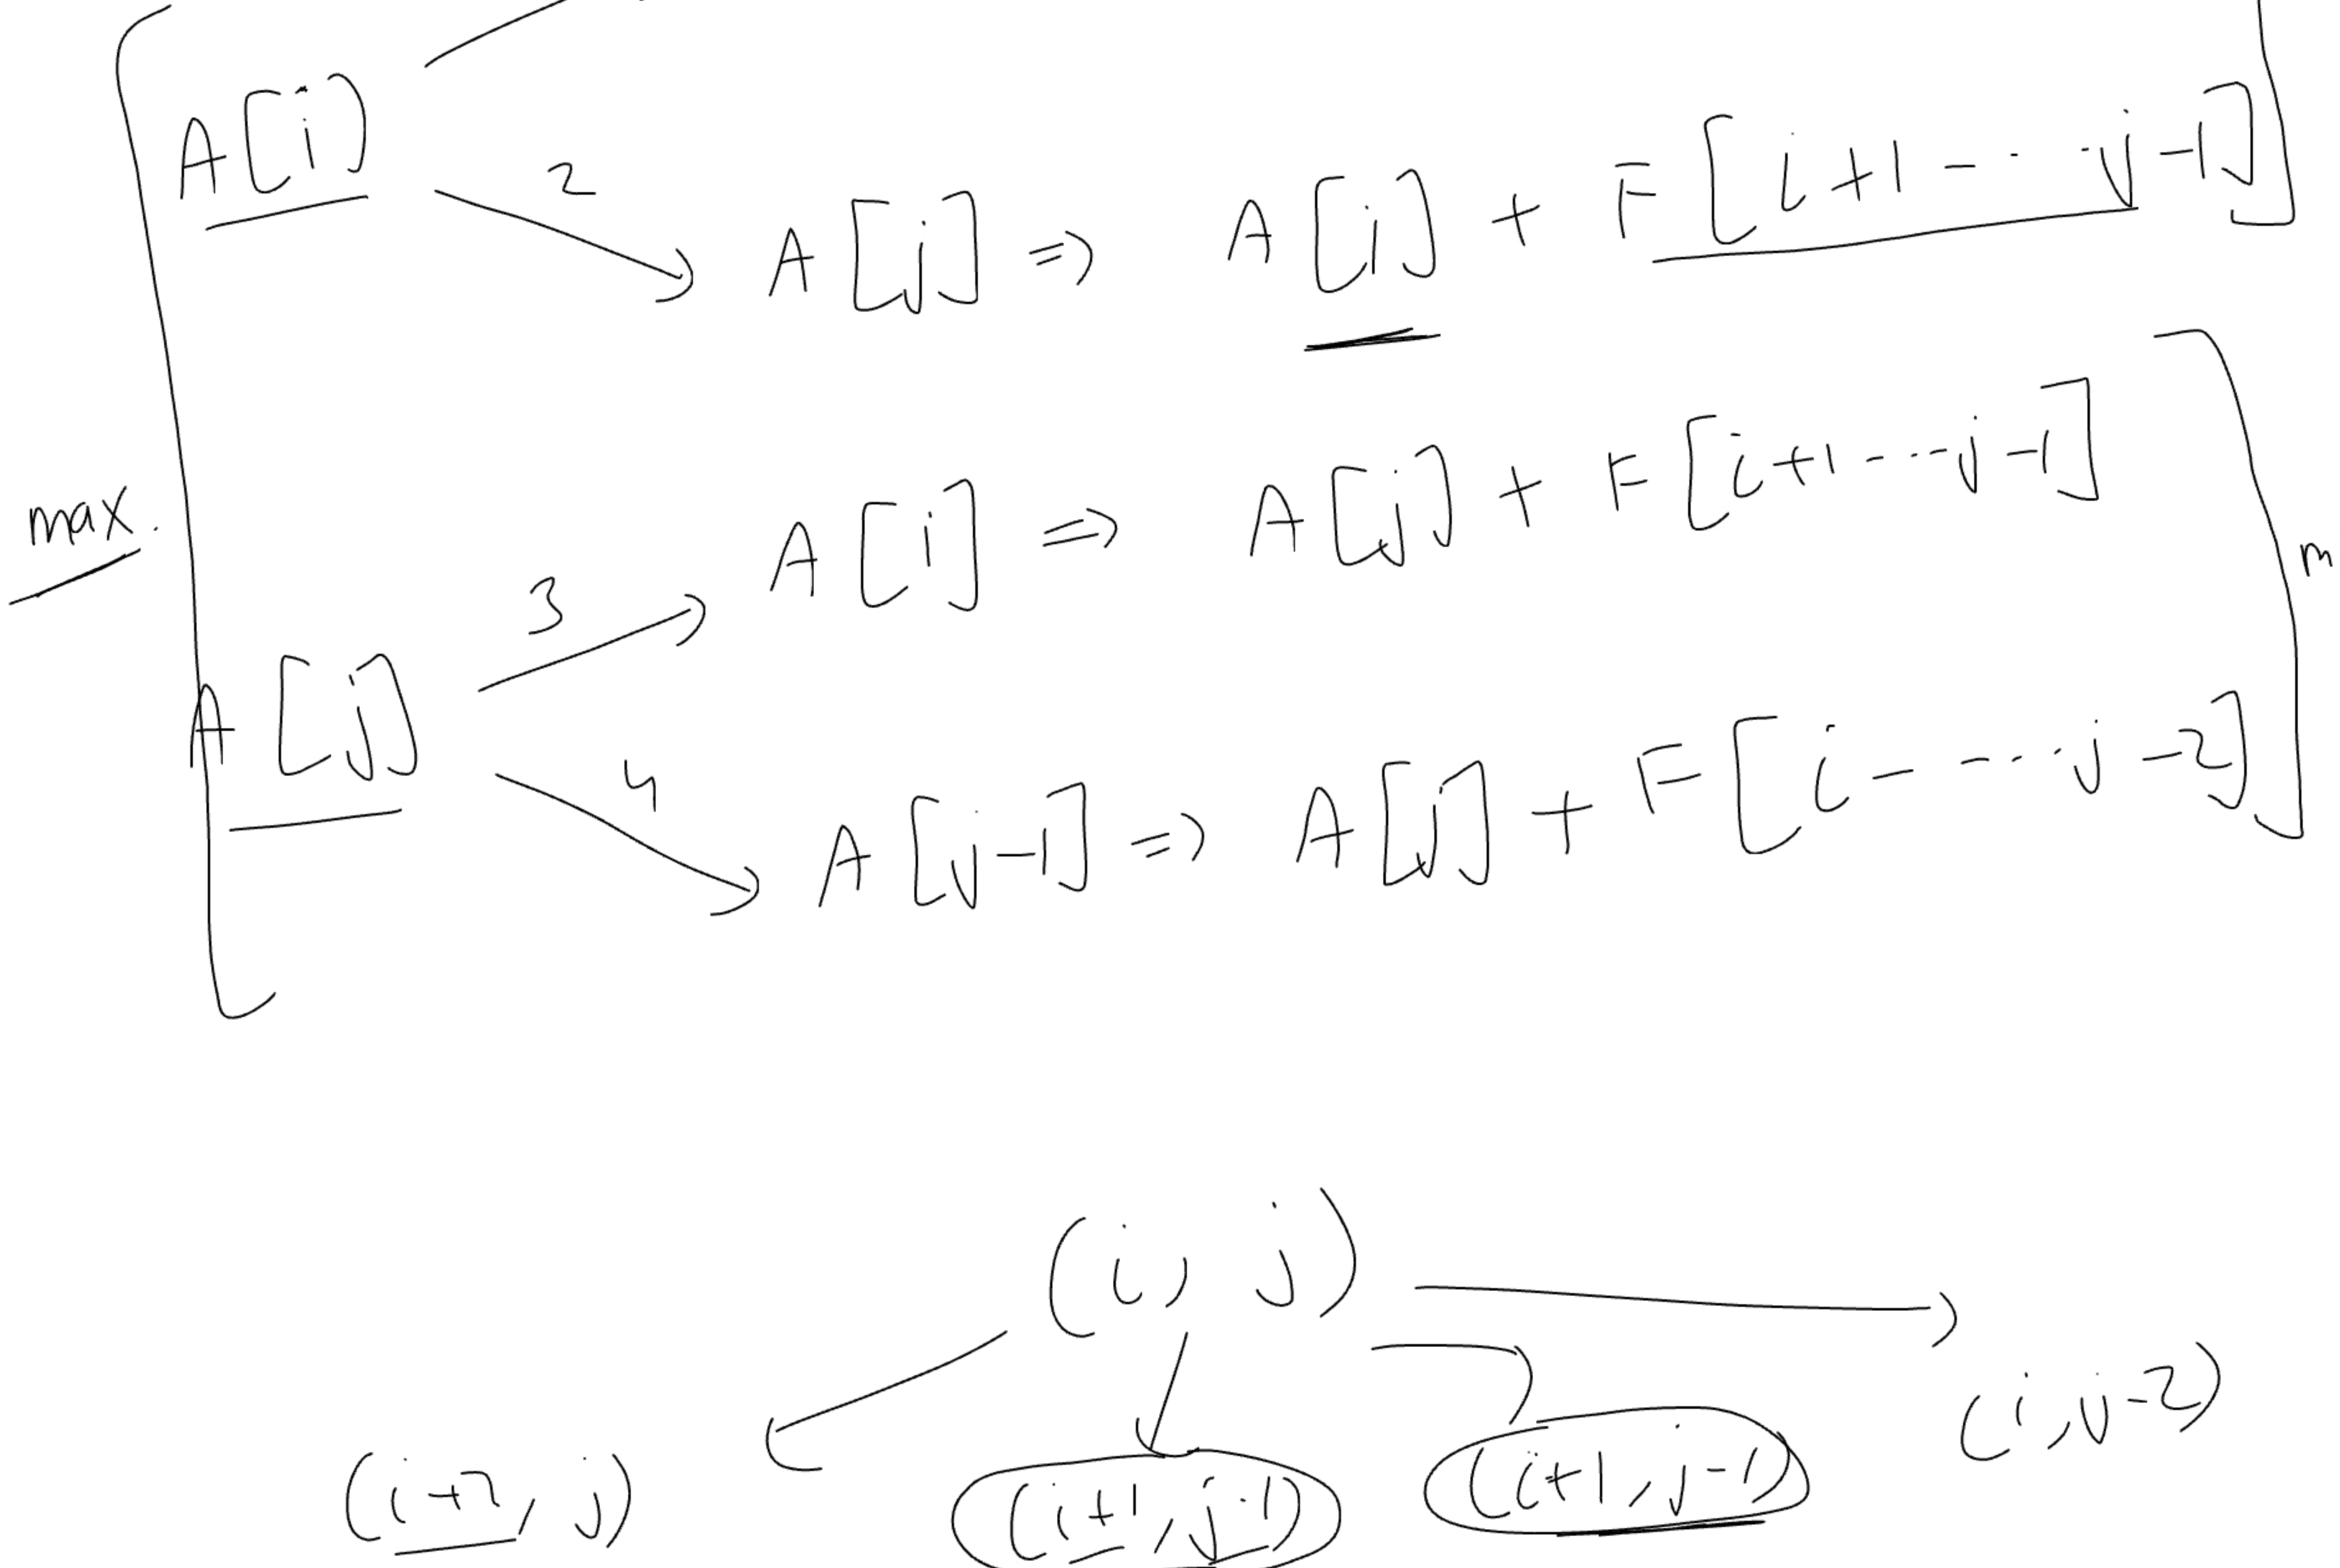 A[i]
2
A[j] => A[i] + F[i+1 - ... j-1]
max.
A[i] => A[j] + F[i+1 - ... j-1]
m
3
A[j]
4
A[j-1] => A[j] + F[i - - ... j-2]
(i, j)
(i, j-2)
(i+2, j) (i+1, j-1) (i+1, j-1)